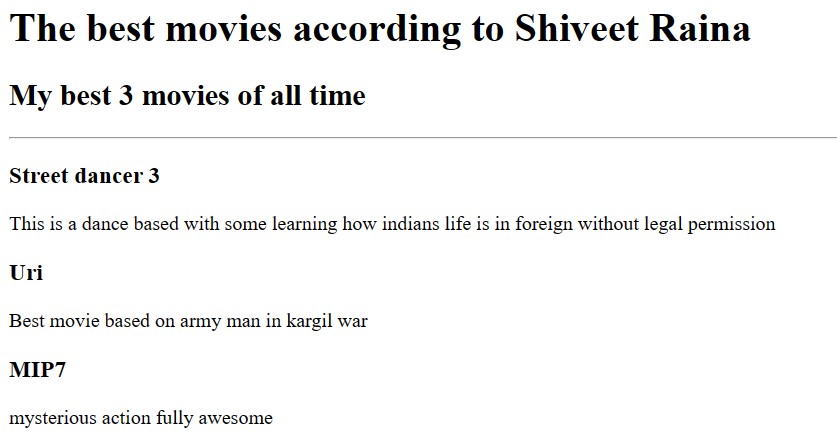 The best movies according to Shiveet Raina
My best 3 movies of all time
Street dancer 3
This is a dance based with some learning how indians life is in foreign without legal permission
Uri
Best movie based on army man in kargil war
MIP7
mysterious action fully awesome